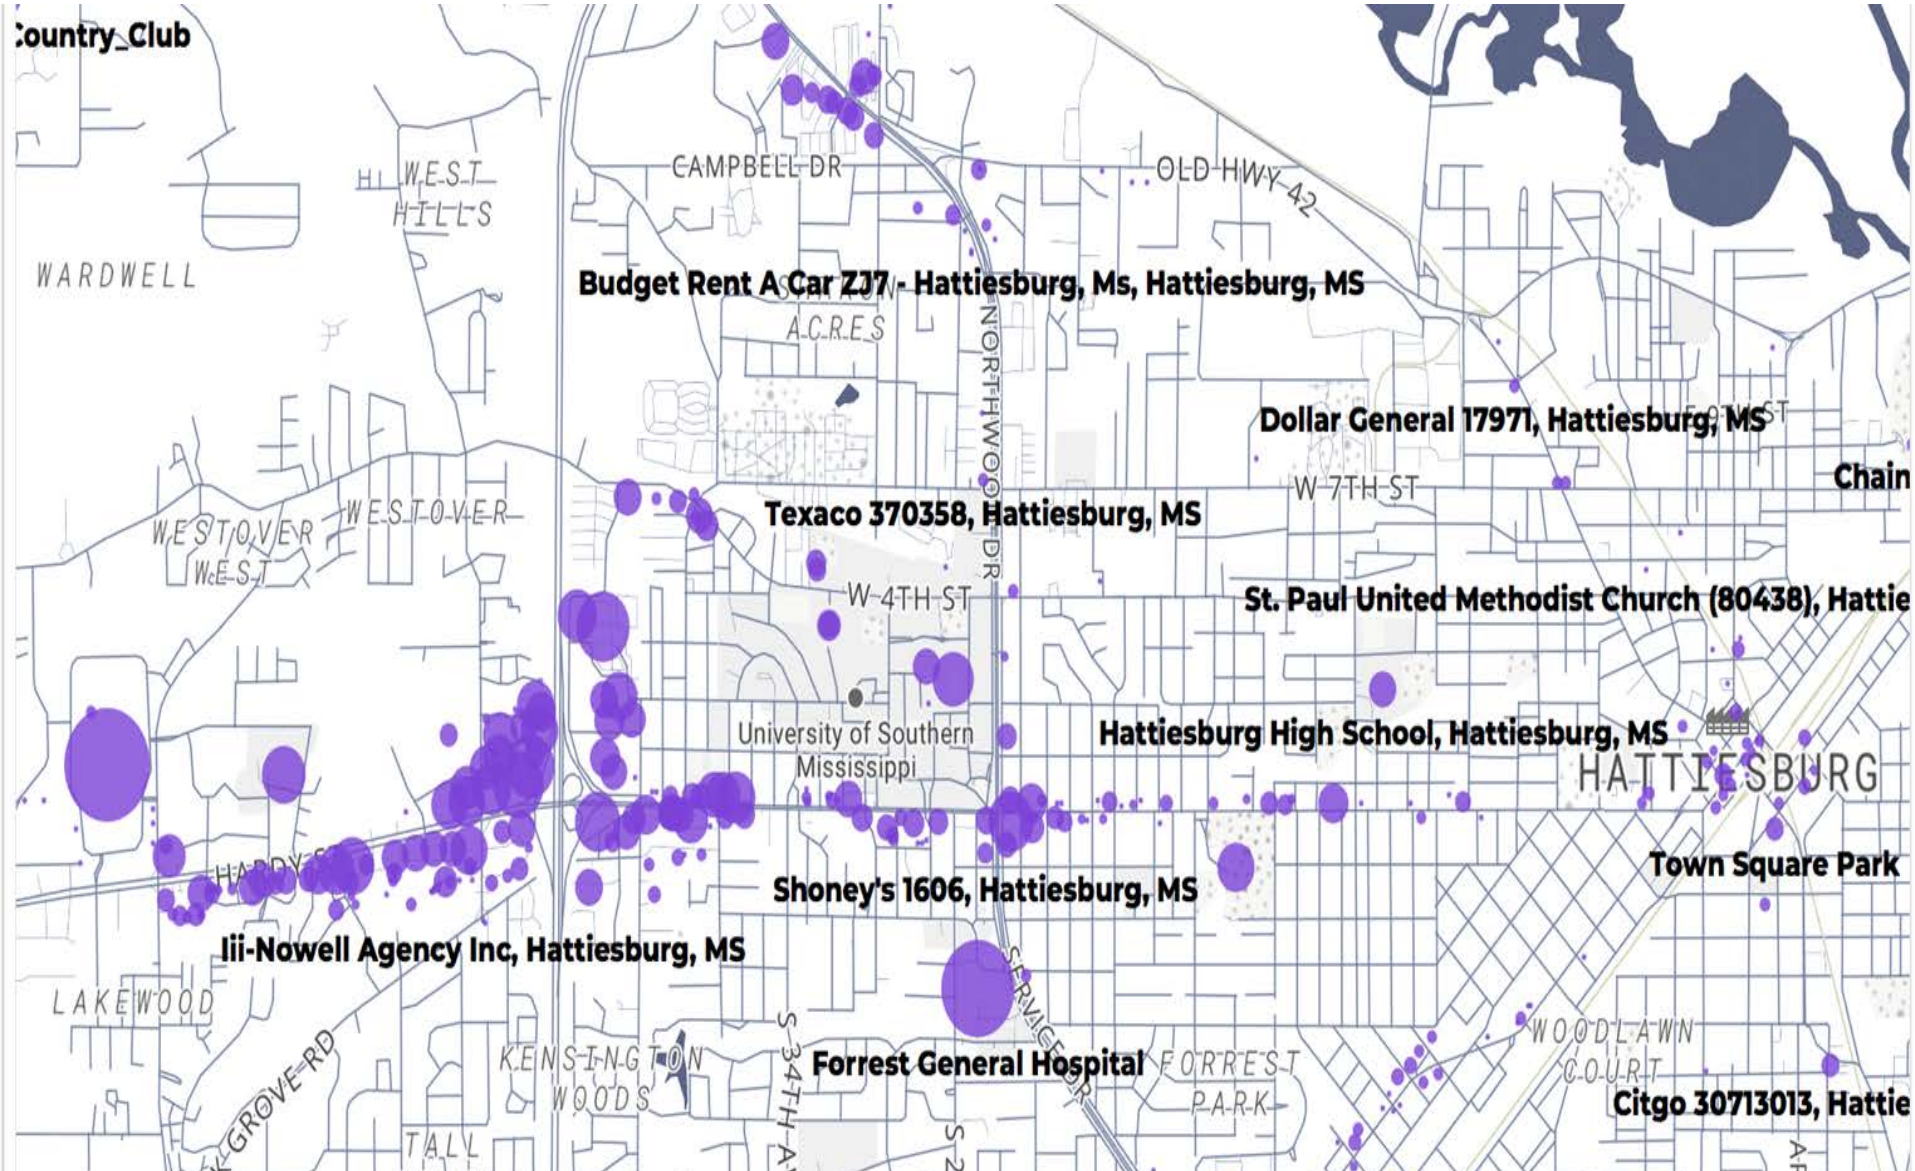 Country_Club
CAMPBELL DR
OLD HWY 42
WEST
HILLS
WARDWELL
Budget Rent A Car ZJ7 - Hattiesburg, Ms, Hattiesburg, MS
ACRES
NORTHWOOD DR
Dollar General 17971, Hattiesburg, MS
ST
Chain
W 7TH ST
WESTOVER
WESTOVER
WEST
Texaco 370358, Hattiesburg, MS
W 4TH ST
St. Paul United Methodist Church (80438), Hattie
University of Southern
Mississippi
Hattiesburg High School, Hattiesburg, MS
HATTIESBURG
HARDY
Town Square Park
Shoney's 1606, Hattiesburg, MS
Iii-Nowell Agency Inc, Hattiesburg, MS
LAKEWOOD
SERVICE DR
K GROVE RD
KENSINGTON
WOODS
S 34TH AV
Forrest General Hospital
FORREST
PARK
WOODLAWN
COURT
Citgo 30713013, Hattie
TALL
S 2